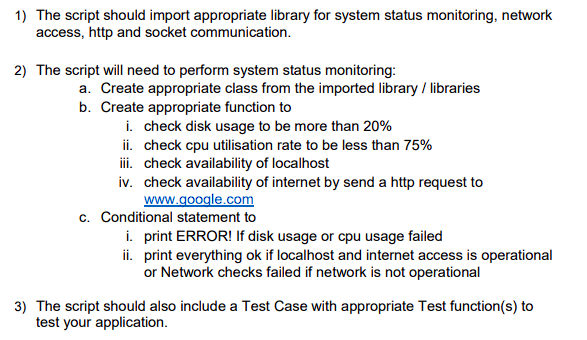 1) The script should import appropriate library for system status monitoring, network
access, http and socket communication.
2) The script will need to perform system status monitoring:
a. Create appropriate class from the imported library / libraries
b. Create appropriate function to
i. check disk usage to be more than 20%
ii. check cpu utilisation rate to be less than 75%
iii. check availability of localhost
iv. check availability of internet by send a http request to
www.google.com
c. Conditional statement to
i. print ERROR! If disk usage or cpu usage failed
ii. print everything ok if localhost and internet access is operational
or Network checks failed if network is not operational
3) The script should also include a Test Case with appropriate Test function(s) to
test your application.